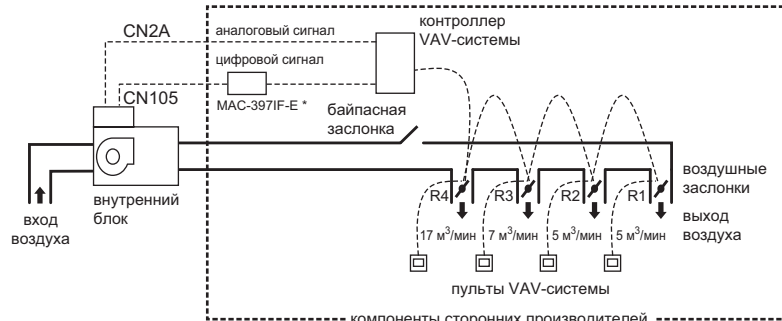 CN2A
аналоговый сигнал
контроллер
VAV-системы
цифровой сигнал
CN105
MAC-397IF-E *
байпасная
заслонка
воздушные
заслонки
R4
R3
R2
R1
вход
воздуха
внутренний
блок
выход
воздуха
17 м³/мин
7 м³/мин
5 м³/мин
5 м³/мин
пульты VAV-системы
компоненты сторонних производителей